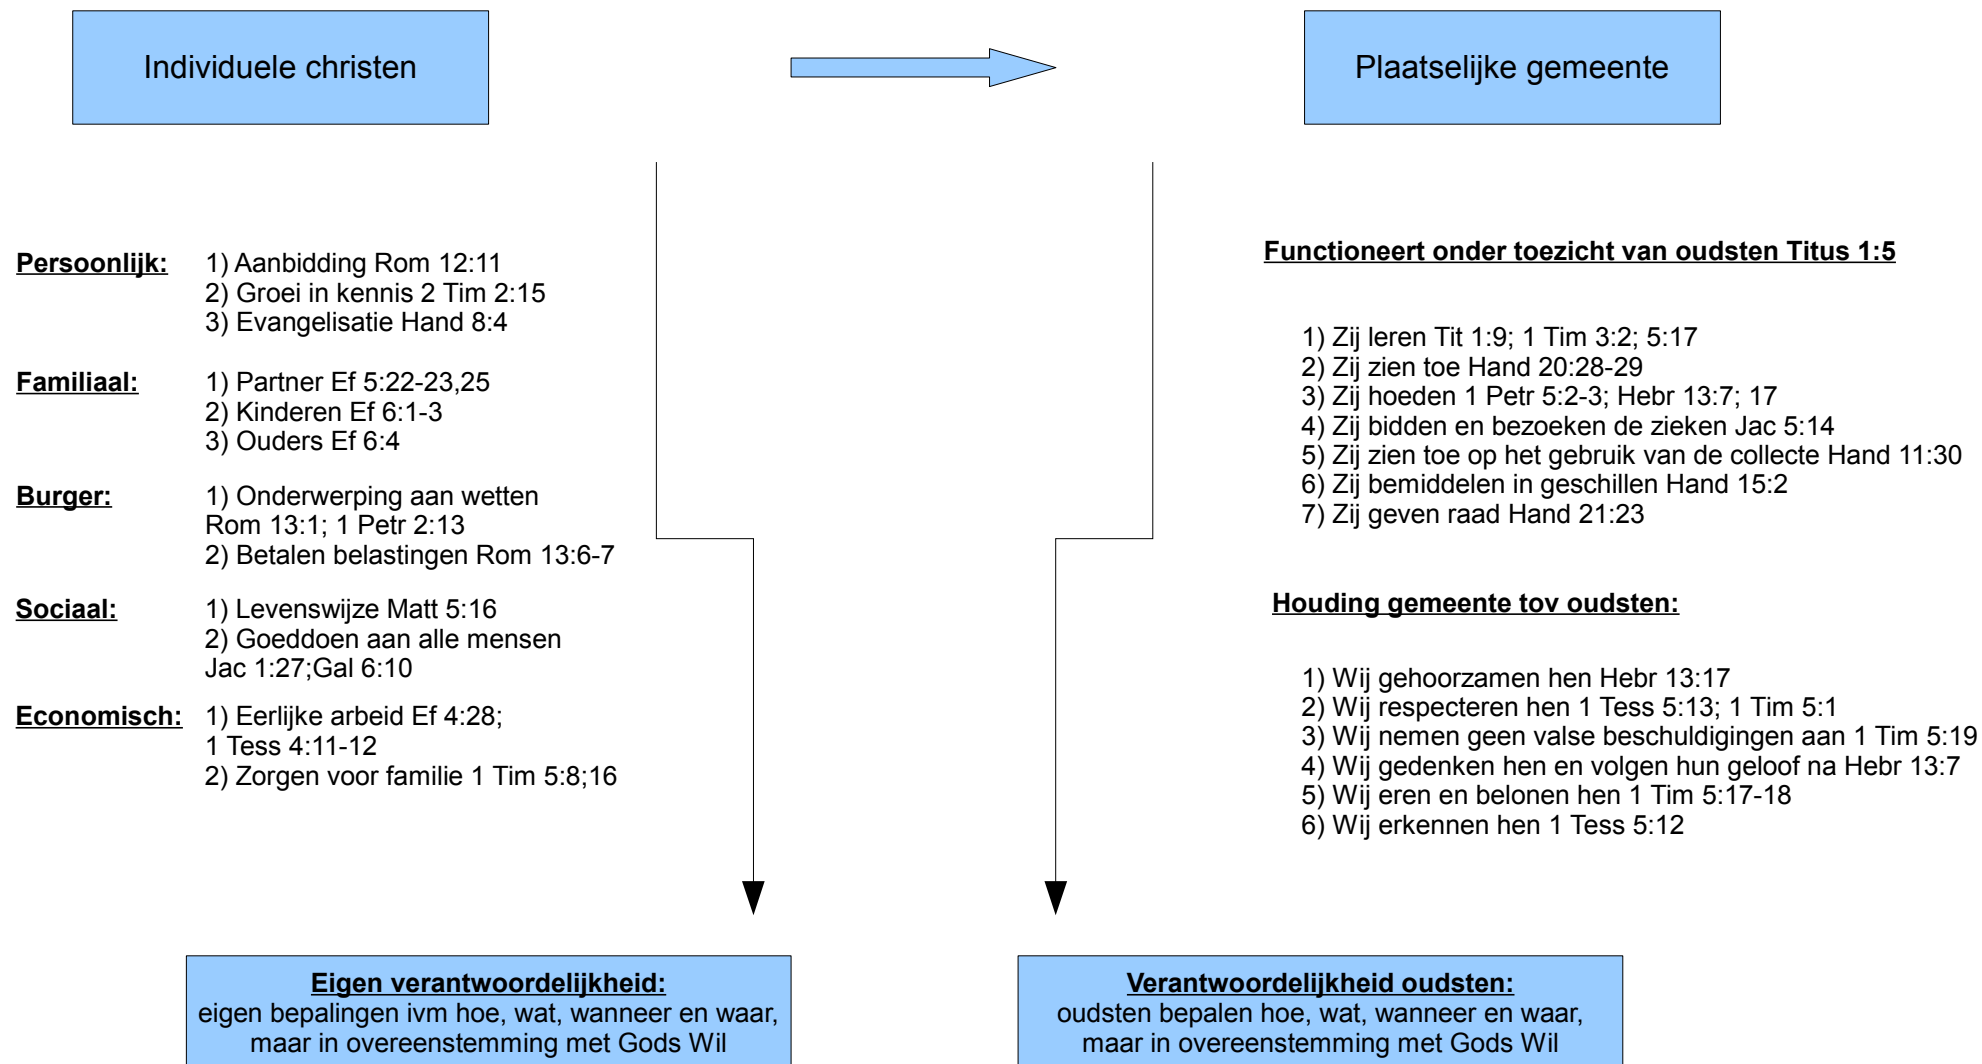 Individuele christen
Plaatselijke gemeente
Persoonlijk: 1) Aanbidding Rom 12:11
2) Groei in kennis 2 Tim 2:15
3) Evangelisatie Hand 8:4
Familiaal: 1) Partner Ef 5:22-23,25
2) Kinderen Ef 6:1-3
3) Ouders Ef 6:4
Burger: 1) Onderwerping aan wetten
Rom 13:1; 1 Petr 2:13
2) Betalen belastingen Rom 13:6-7
Sociaal: 1) Levenswijze Matt 5:16
2) Goeddoen aan alle mensen
Jac 1:27;Gal 6:10
Economisch: 1) Eerlijke arbeid Ef 4:28;
1 Tess 4:11-12
2) Zorgen voor familie 1 Tim 5:8;16
Functioneert onder toezicht van oudsten Titus 1:5
1) Zij leren Tit 1:9; 1 Tim 3:2; 5:17
2) Zij zien toe Hand 20:28-29
3) Zij hoeden 1 Petr 5:2-3; Hebr 13:7; 17
4) Zij bidden en bezoeken de zieken Jac 5:14
5) Zij zien toe op het gebruik van de collecte Hand 11:30
6) Zij bemiddelen in geschillen Hand 15:2
7) Zij geven raad Hand 21:23
Houding gemeente tov oudsten:
1) Wij gehoorzamen hen Hebr 13:17
2) Wij respecteren hen 1 Tess 5:13; 1 Tim 5:1
3) Wij nemen geen valse beschuldigingen aan 1 Tim 5:19
4) Wij gedenken hen en volgen hun geloof na Hebr 13:7
5) Wij eren en belonen hen 1 Tim 5:17-18
6) Wij erkennen hen 1 Tess 5:12
Eigen verantwoordelijkheid:
eigen bepalingen ivm hoe, wat, wanneer en waar,
maar in overeenstemming met Gods Wil
Verantwoordelijkheid oudsten:
oudsten bepalen hoe, wat, wanneer en waar,
maar in overeenstemming met Gods Wil